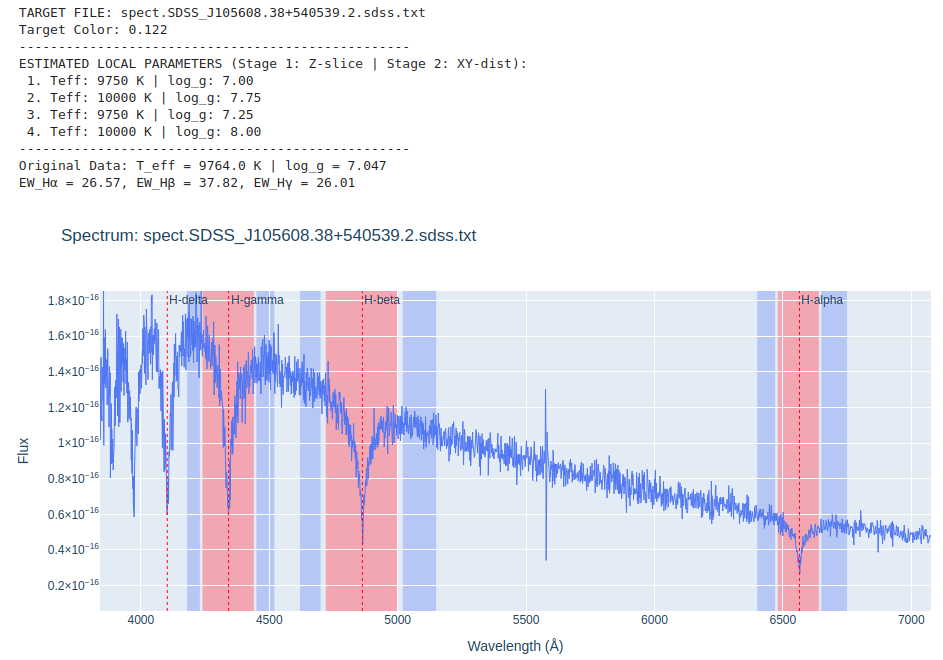 TARGET FILE: spect.SDSS_J105608.38+540539.2.sdss.txt
Target Color: 0.122
--------------------------------------------------
ESTIMATED LOCAL PARAMETERS (Stage 1: Z-slice | Stage 2: XY-dist):
1. Teff: 9750 K | log_g: 7.00
2. Teff: 10000 K | log_g: 7.75
3. Teff: 9750 K | log_g: 7.25
4. Teff: 10000 K | log_g: 8.00
--------------------------------------------------
Original Data: T_eff = 9764.0 K | log_g = 7.047
EW_Hα = 26.57, EW_Hβ = 37.82, EW_Hγ = 26.01
Spectrum: spect.SDSS_J105608.38+540539.2.sdss.txt
H-delta H-gamma H-beta H-alpha
1.8×10⁻¹⁶
1.6×10⁻¹⁶
1.4×10⁻¹⁶
1.2×10⁻¹⁶
1×10⁻¹⁶
0.8×10⁻¹⁶
0.6×10⁻¹⁶
0.4×10⁻¹⁶
0.2×10⁻¹⁶
Flux
4000 4500 5000 5500 6000 6500 7000
Wavelength (Å)